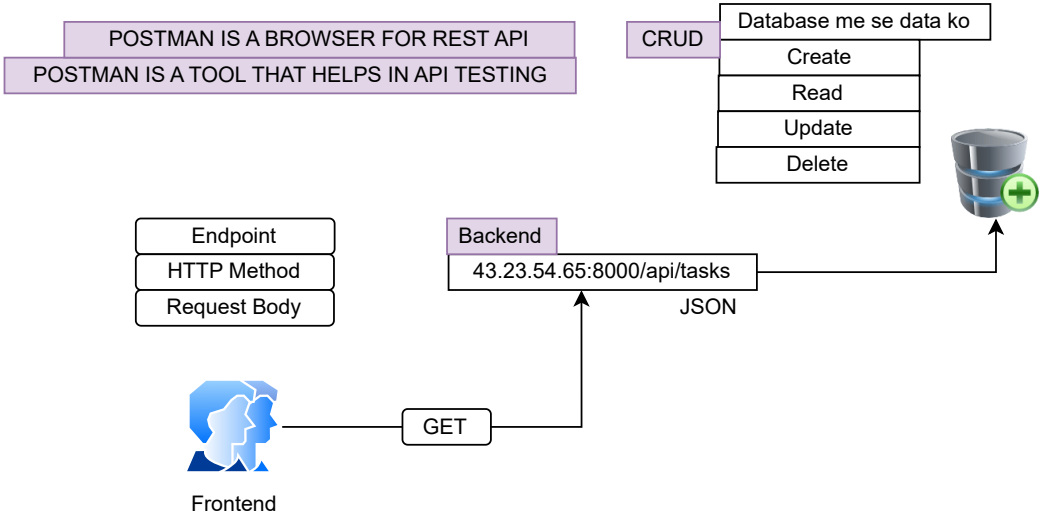 POSTMAN IS A BROWSER FOR REST API
POSTMAN IS A TOOL THAT HELPS IN API TESTING
CRUD
Database me se data ko
Create
Read
Update
Delete
Endpoint
HTTP Method
Request Body
Backend
43.23.54.65:8000/api/tasks
JSON
GET
Frontend